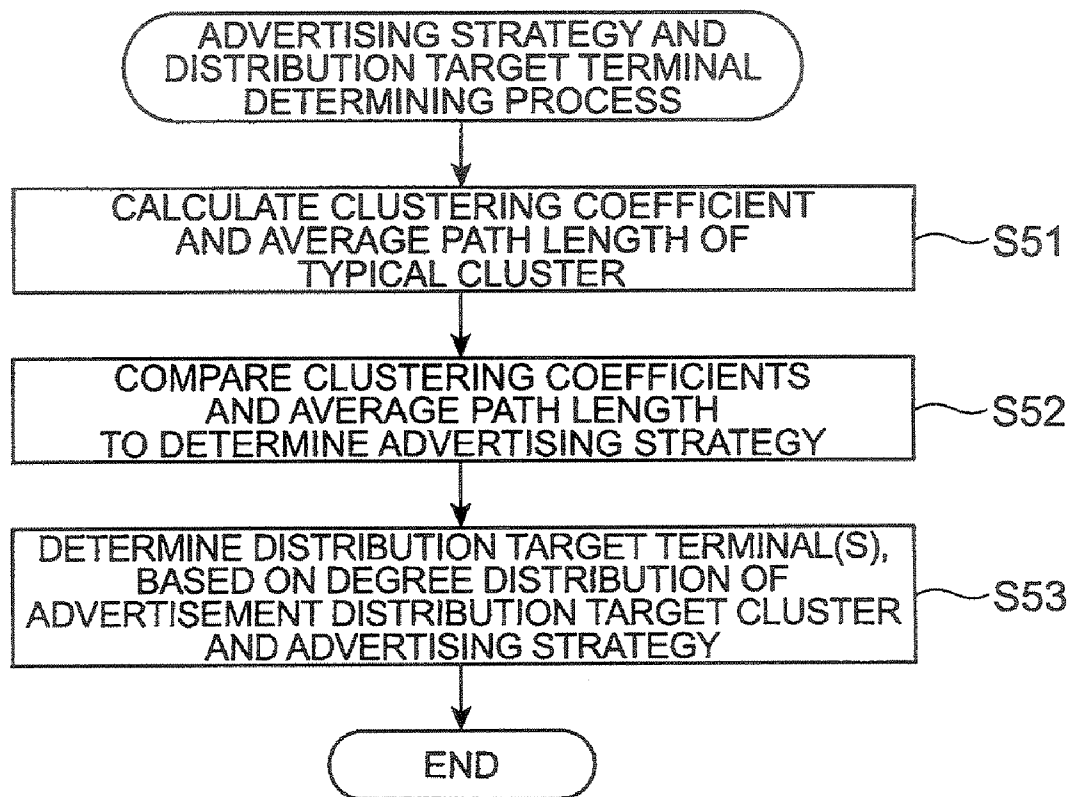 ADVERTISING STRATEGY AND
DISTRIBUTION TARGET TERMINAL
DETERMINING PROCESS
CALCULATE CLUSTERING COEFFICIENT
AND AVERAGE PATH LENGTH OF
TYPICAL CLUSTER
S51
COMPARE CLUSTERING COEFFICIENTS
AND AVERAGE PATH LENGTH
TO DETERMINE ADVERTISING STRATEGY
S52
DETERMINE DISTRIBUTION TARGET TERMINAL(S),
BASED ON DEGREE DISTRIBUTION OF
ADVERTISEMENT DISTRIBUTION TARGET CLUSTER
AND ADVERTISING STRATEGY
S53
END